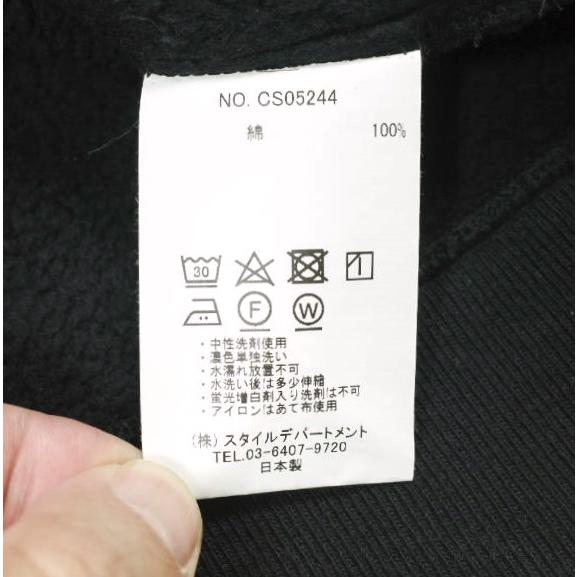 NO. CS05244
綿 100%
30
F W
・中性洗剤使用
・濃色単独洗い
・水濡れ放置不可
・水洗い後は多少伸縮
・蛍光増白剤入り洗剤は不可
・アイロンはあて布使用
(株)スタイルデパートメント
TEL.03-6407-9720
日本製